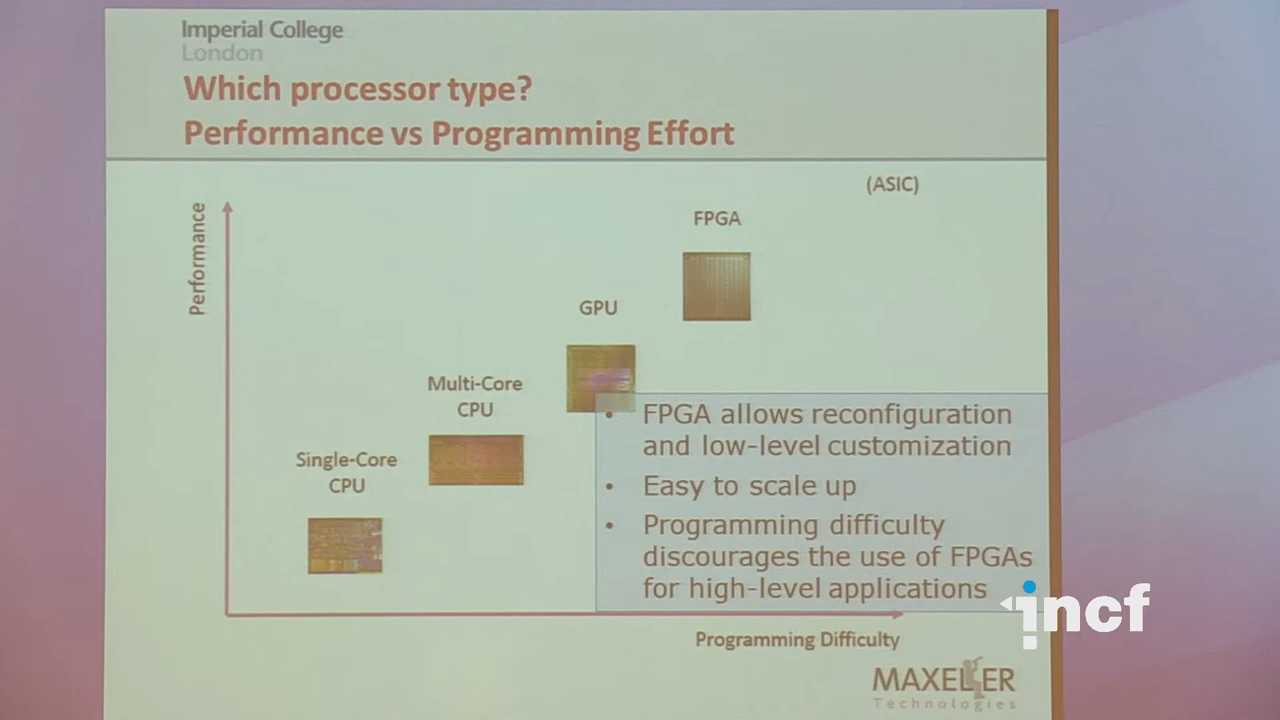 Imperial College
London
Which processor type?
Performance vs Programming Effort
(ASIC)
Performance
FPGA
GPU
Multi-Core
CPU
Single-Core
CPU
• FPGA allows reconfiguration
and low-level customization
• Easy to scale up
• Programming difficulty
discourages the use of FPGAs
for high-level applications
incf
Programming Difficulty
MAXELER
Technologies